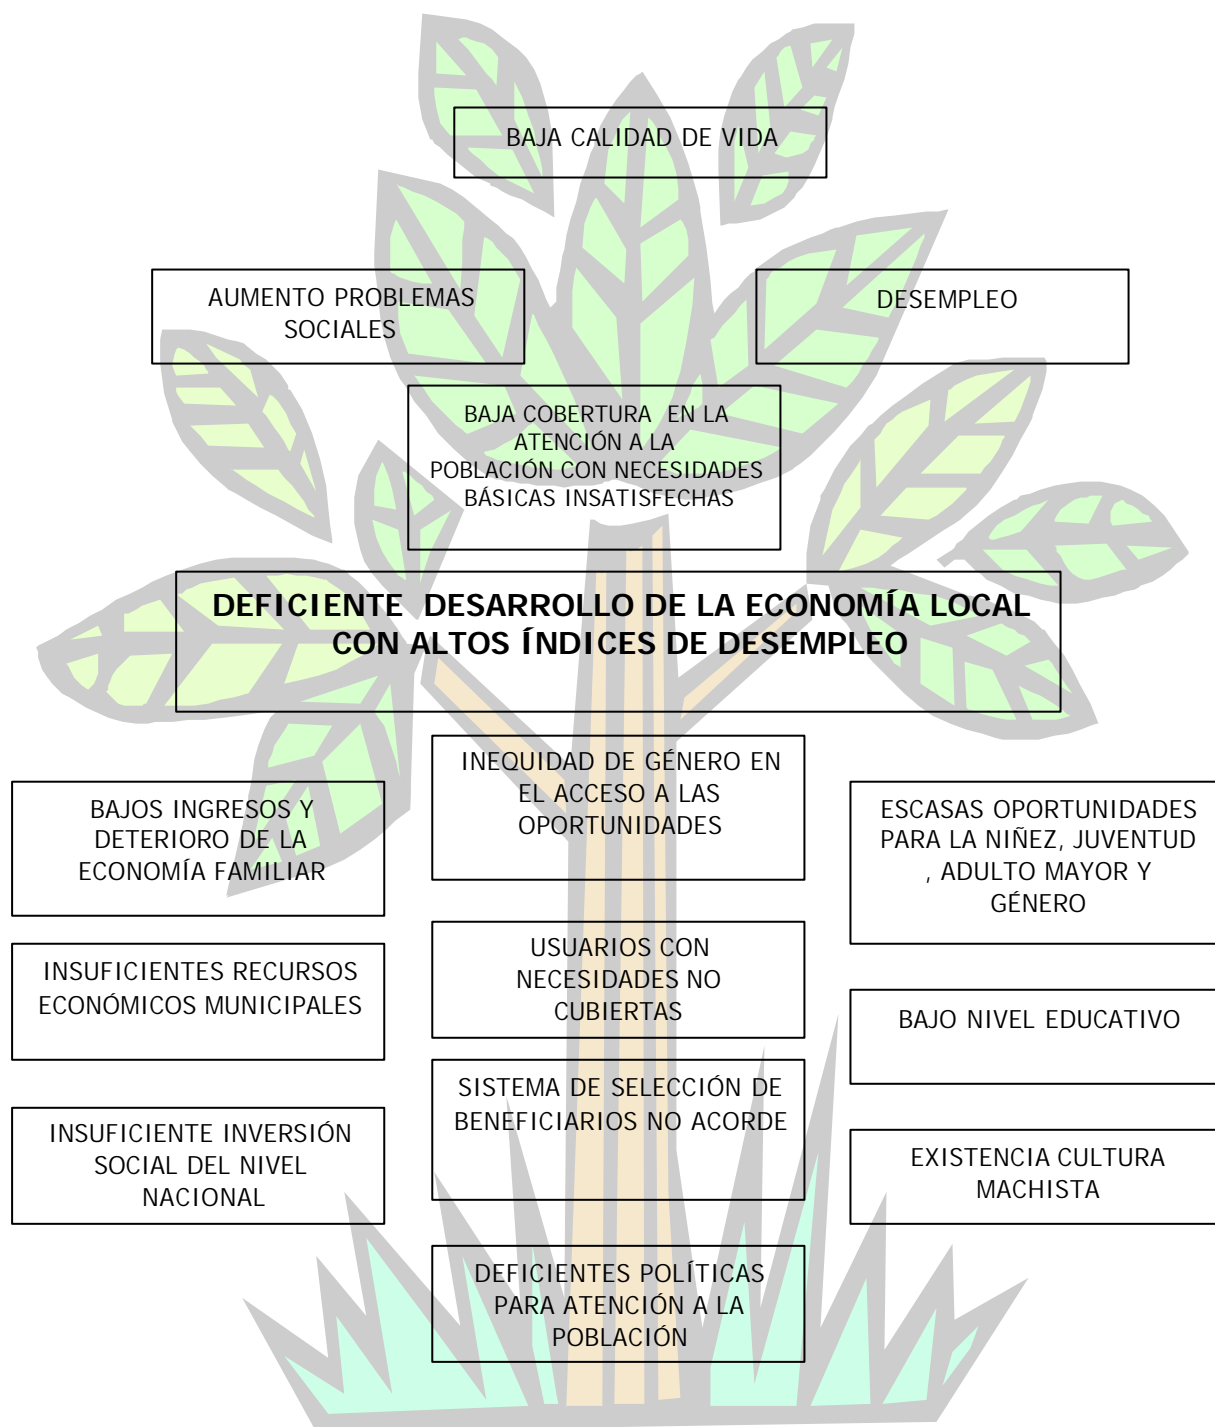 BAJA CALIDAD DE VIDA
AUMENTO PROBLEMAS
SOCIALES
DESEMPLEO
BAJA COBERTURA EN LA
ATENCIÓN A LA
POBLACIÓN CON NECESIDADES
BÁSICAS INSATISFECHAS
DEFICIENTE DESARROLLO DE LA ECONOMÍA LOCAL
CON ALTOS ÍNDICES DE DESEMPLEO
BAJOS INGRESOS Y
DETERIORO DE LA
ECONOMÍA FAMILIAR
INEQUIDAD DE GÉNERO EN
EL ACCESO A LAS
OPORTUNIDADES
ESCASAS OPORTUNIDADES
PARA LA NIÑEZ, JUVENTUD
, ADULTO MAYOR Y
GÉNERO
INSUFICIENTES RECURSOS
ECONÓMICOS MUNICIPALES
USUARIOS CON
NECESIDADES NO
CUBIERTAS
BAJO NIVEL EDUCATIVO
INSUFICIENTE INVERSIÓN
SOCIAL DEL NIVEL
NACIONAL
SISTEMA DE SELECCIÓN DE
BENEFICIARIOS NO ACORDE
EXISTENCIA CULTURA
MACHISTA
DEFICIENTES POLÍTICAS
PARA ATENCIÓN A LA
POBLACIÓN